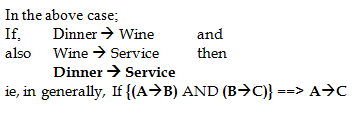 In the above case;
If, Dinner → Wine and
also Wine → Service then
Dinner → Service
ie, in generally, If {(A→B) AND (B→C)} ==> A→C